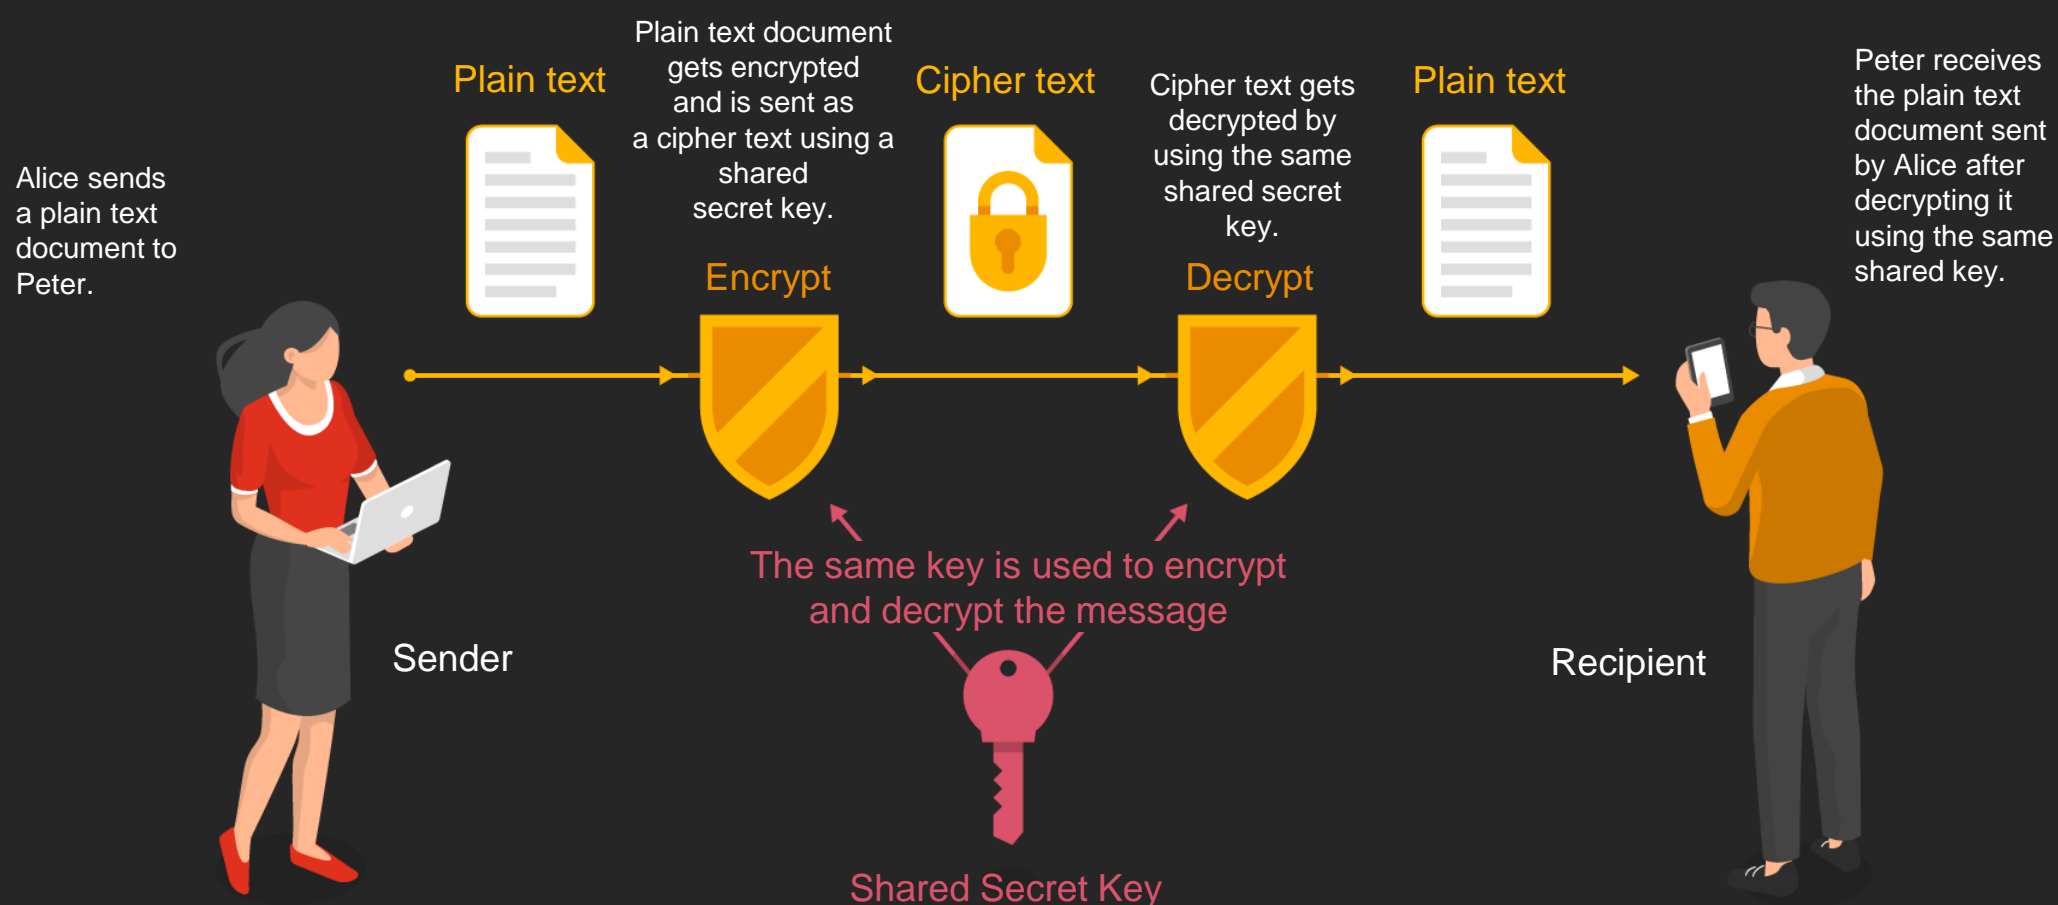 Alice sends
a plain text
document to
Peter.
Plain text
Plain text document
gets encrypted
and is sent as
a cipher text using a
shared
secret key.
Encrypt
Cipher text
Cipher text gets
decrypted by
using the same
shared secret
key.
Decrypt
Plain text
Peter receives
the plain text
document sent
by Alice after
decrypting it
using the same
shared key.
The same key is used to encrypt
and decrypt the message
Sender
Recipient
Shared Secret Key